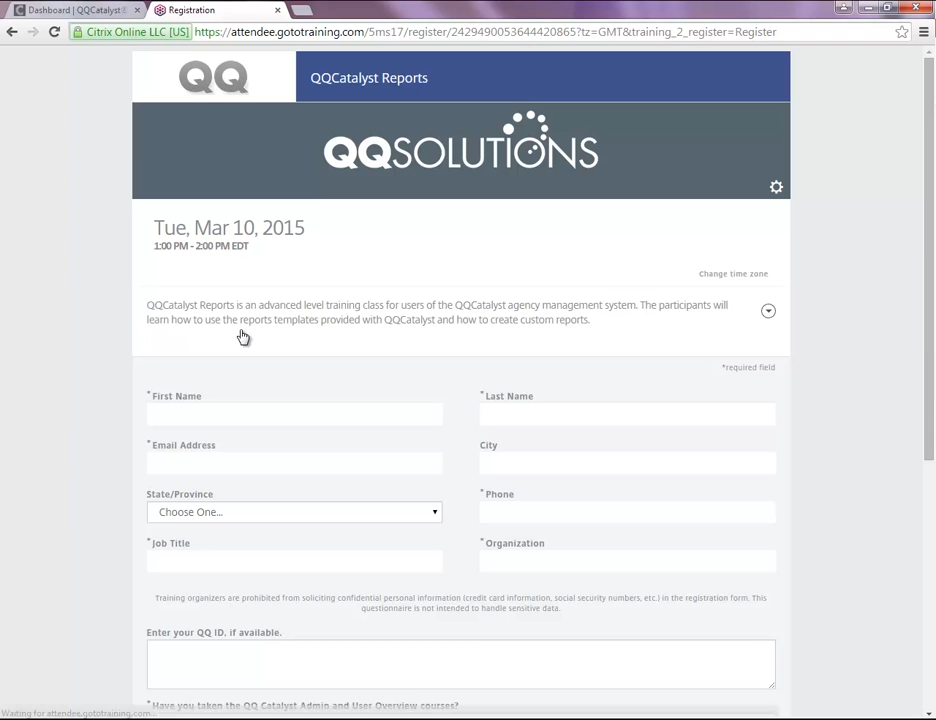 Dashboard | QQCatalyst®
Registration
Citrix Online LLC [US]
https://attendee.gototraining.com/5ms17/register/2429490053644420865?tz=GMT&training_2_register=Register
QQ
QQCatalyst Reports
QQSOLUTIONS
Tue, Mar 10, 2015
1:00 PM - 2:00 PM EDT
Change time zone
QQCatalyst Reports is an advanced level training class for users of the QQCatalyst agency management system. The participants will
learn how to use the reports templates provided with QQCatalyst and how to create custom reports.
*required field
*First Name
*Last Name
*Email Address
City
State/Province
*Phone
Choose One...
*Job Title
*Organization
Training organizers are prohibited from soliciting confidential personal information (credit card information, social security numbers, etc.) in the registration form. This
questionnaire is not intended to handle sensitive data.
Enter your QQ ID, if available.
*Have you taken the QQ Catalyst Admin and User Overview courses?
Waiting for attendee.gototraining.com...